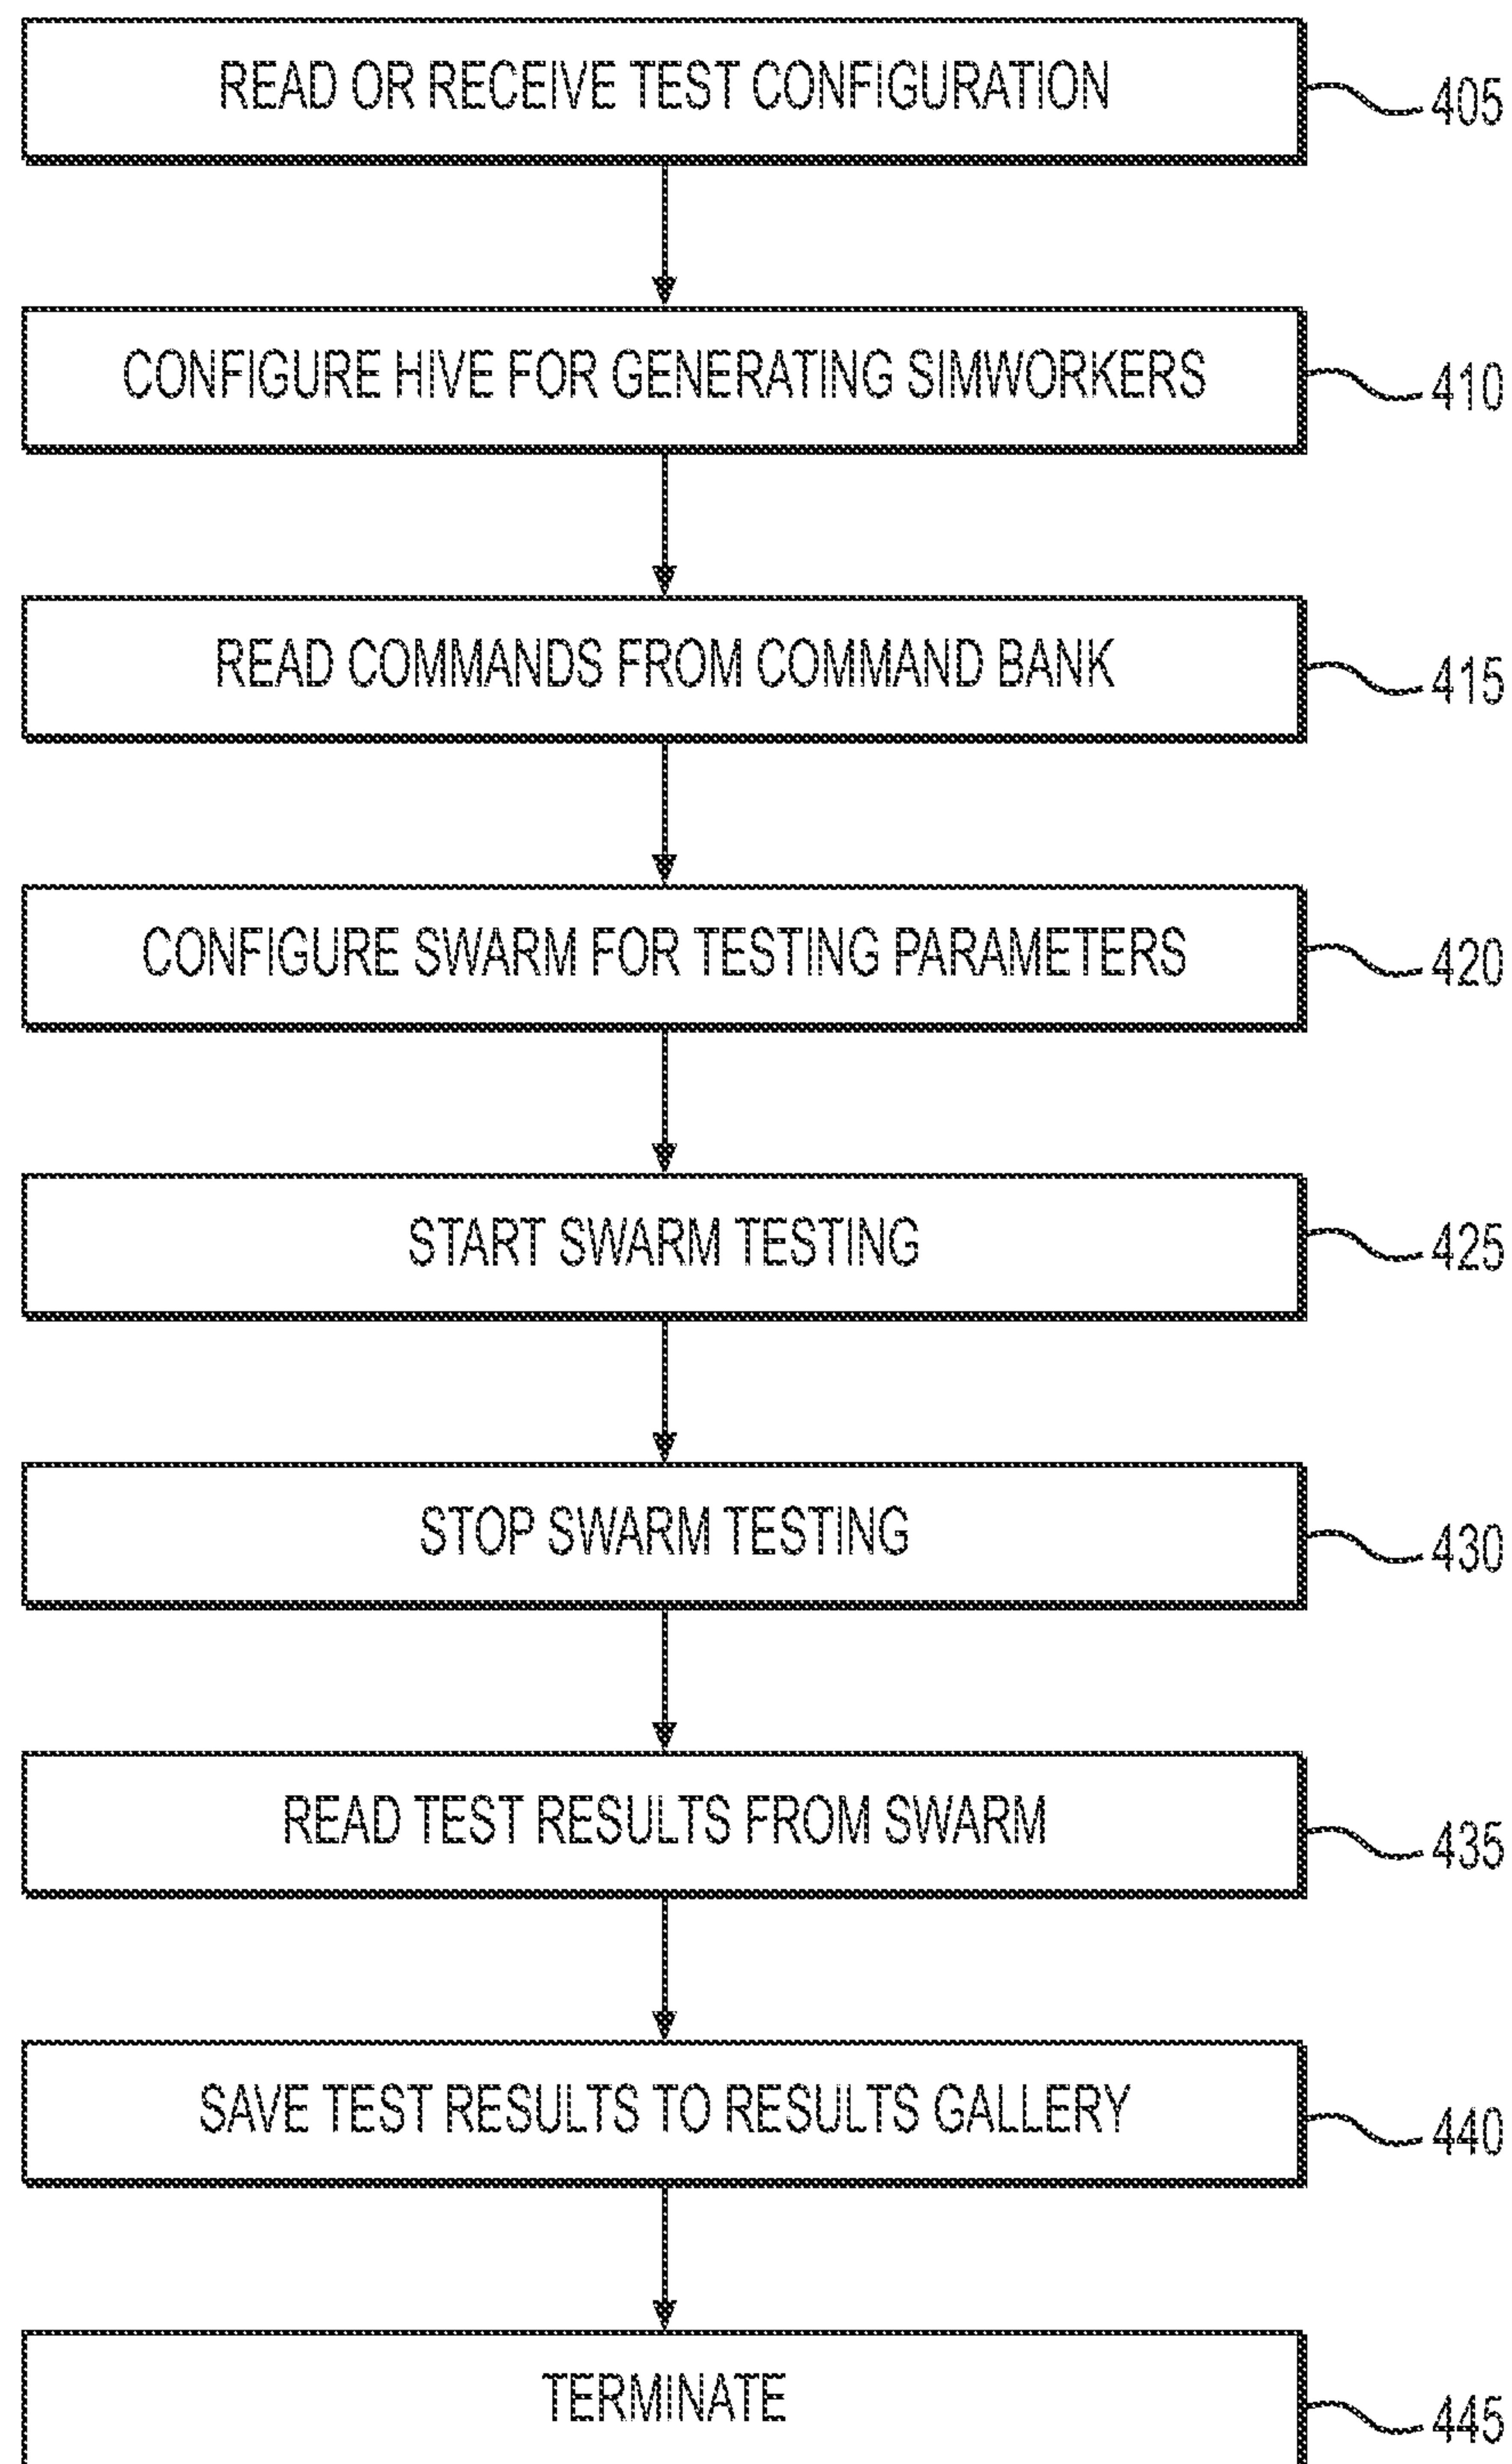 READ OR RECEIVE TEST CONFIGURATION
405
CONFIGURE HIVE FOR GENERATING SIMWORKERS
410
READ COMMANDS FROM COMMAND BANK
415
CONFIGURE SWARM FOR TESTING PARAMETERS
420
START SWARM TESTING
425
STOP SWARM TESTING
430
READ TEST RESULTS FROM SWARM
435
SAVE TEST RESULTS TO RESULTS GALLERY
440
TERMINATE
445